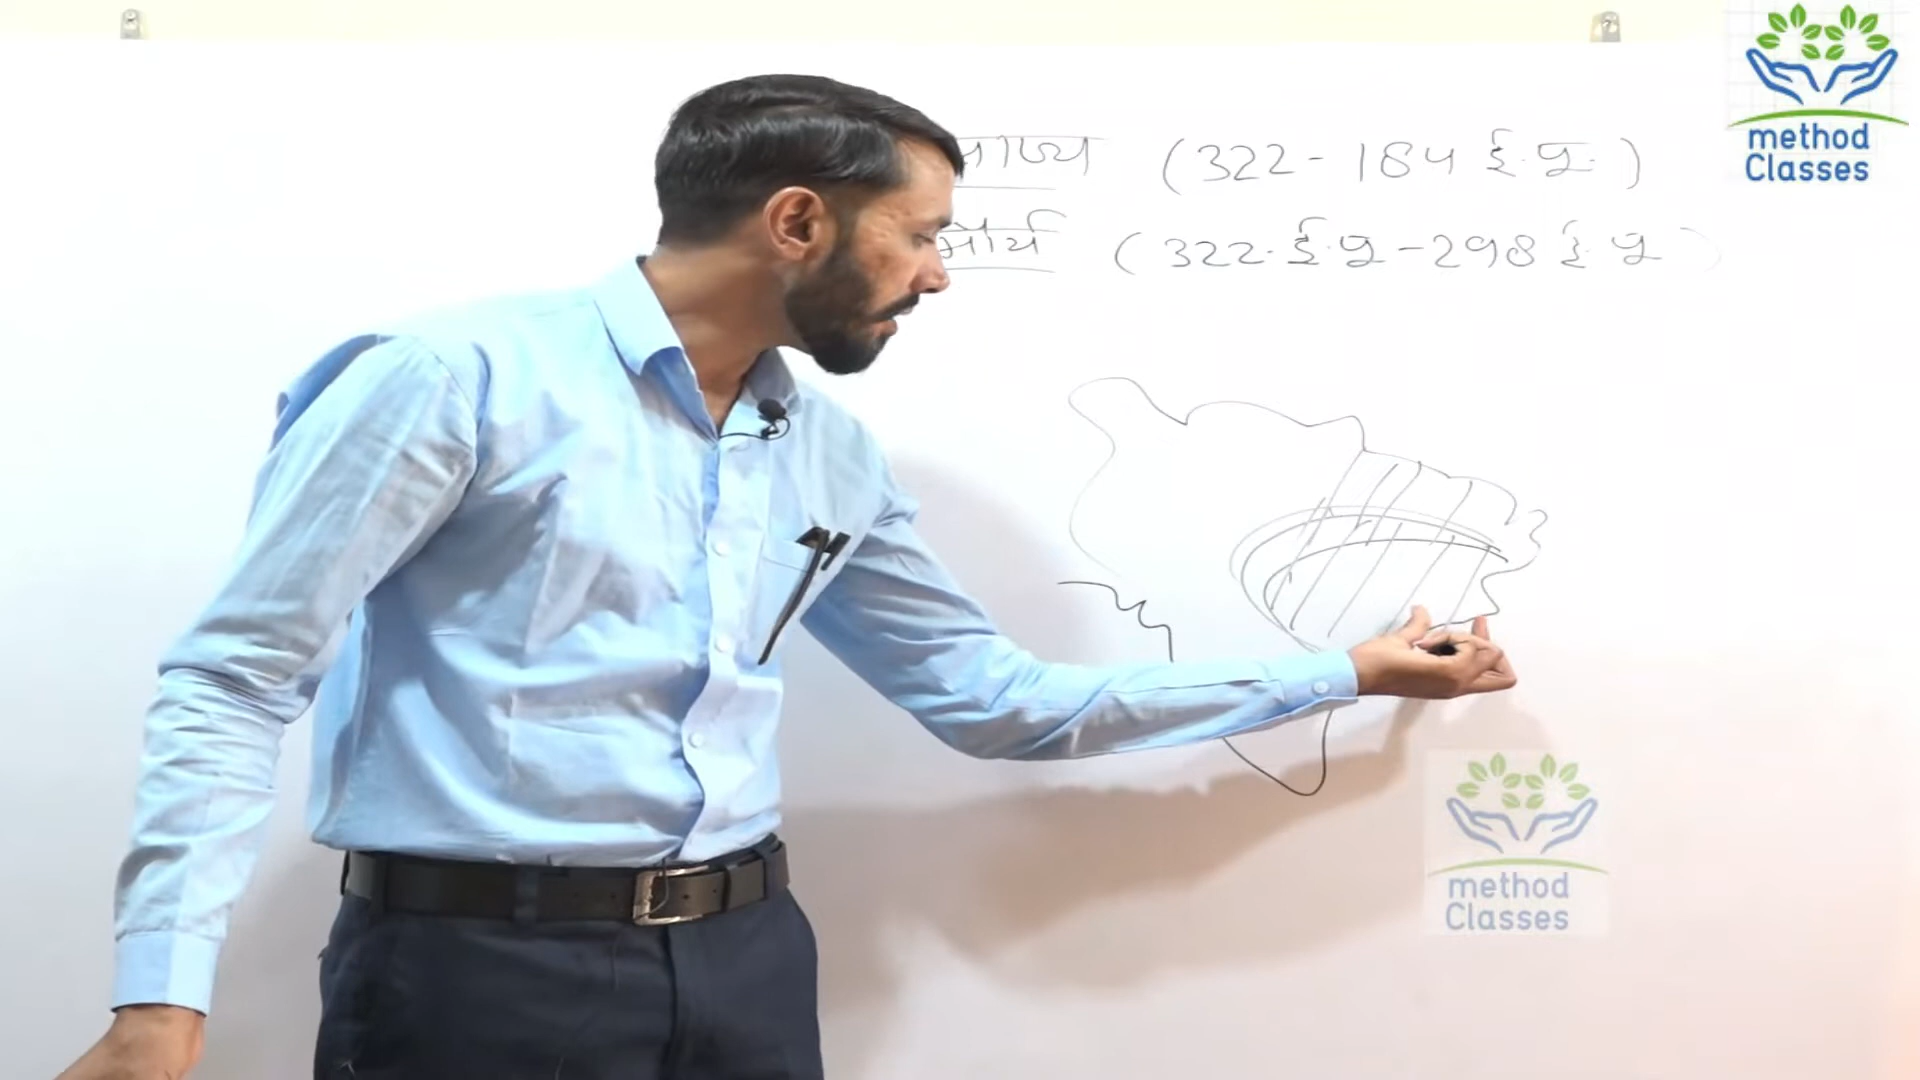 (322-184 ई.पू.)
मौर्य (322.ई.पू-298 ई.पू)
method
Classes
method
Classes